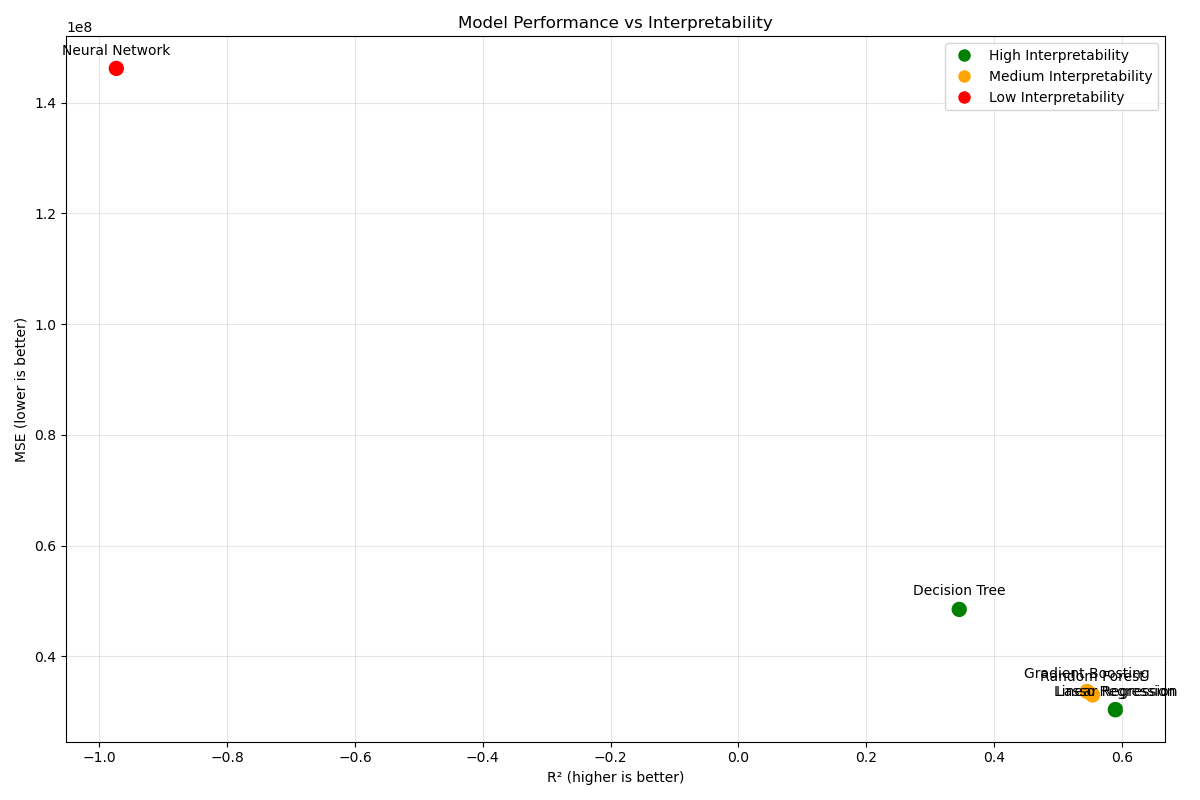 Model Performance vs Interpretability
1e8
Neural Network
High Interpretability
Medium Interpretability
Low Interpretability
1.4
1.2
1.0
0.8
0.6
0.4
MSE (lower is better)
Decision Tree
Gradient Boosting
Random Forest
Linear Regression
−1.0
−0.8
−0.6
−0.4
−0.2
0.0
0.2
0.4
0.6
R² (higher is better)